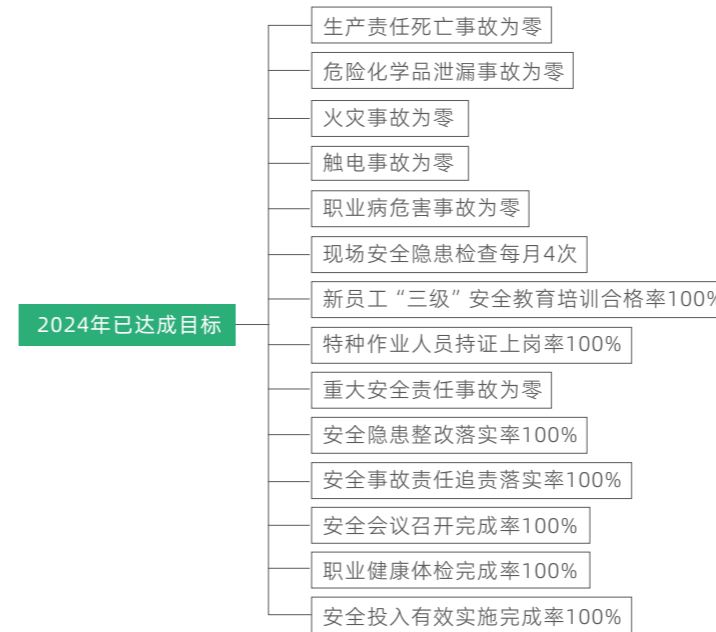 生产责任死亡事故为零
危险化学品泄漏事故为零
火灾事故为零
触电事故为零
职业病危害事故为零
现场安全隐患检查每月4次
新员工“三级”安全教育培训合格率100%
2024年已达成目标
特种作业人员持证上岗率100%
重大安全责任事故为零
安全隐患整改落实率100%
安全事故责任追责落实率100%
安全会议召开完成率100%
职业健康体检完成率100%
安全投入有效实施完成率100%